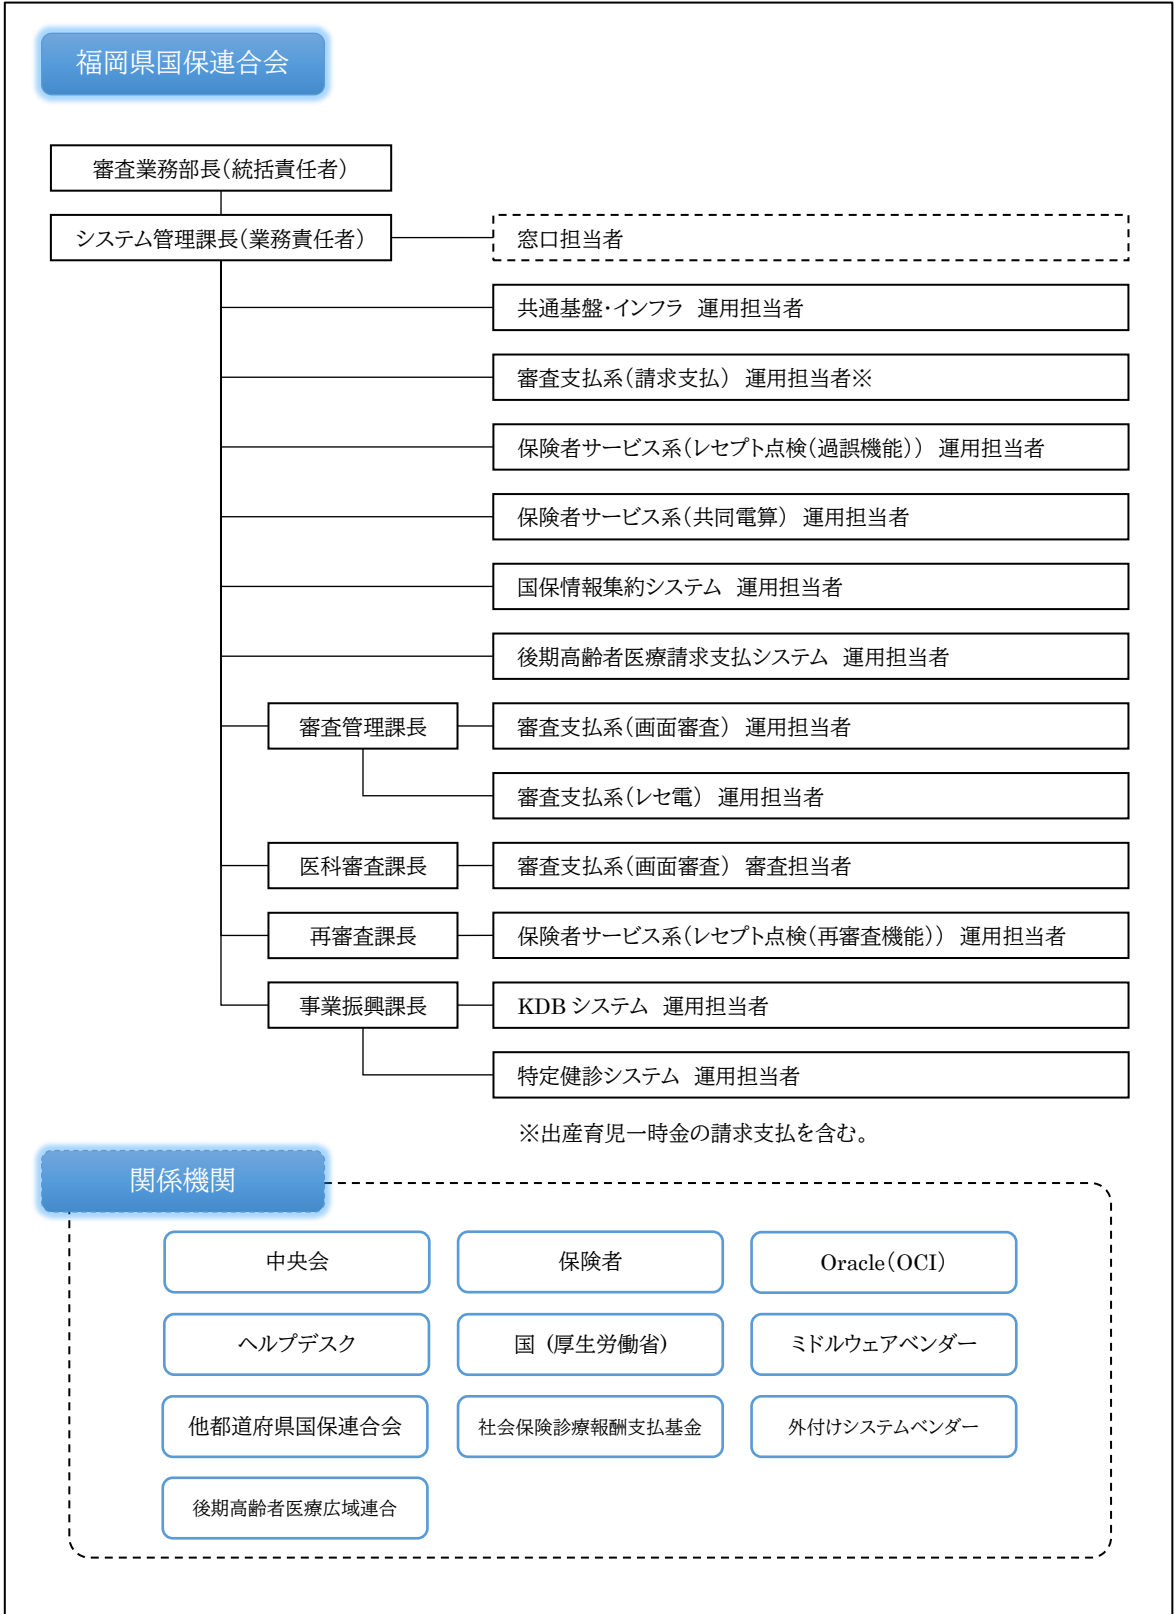 福岡県国保連合会
審査業務部長（統括責任者）
システム管理課長（業務責任者）
窓口担当者
共通基盤・インフラ 運用担当者
審査支払系（請求支払） 運用担当者※
保険者サービス系（レセプト点検（過誤機能）） 運用担当者
保険者サービス系（共同電算） 運用担当者
国保情報集約システム 運用担当者
後期高齢者医療請求支払システム 運用担当者
審査管理課長
審査支払系（画面審査） 運用担当者
審査支払系（レセ電） 運用担当者
医科審査課長
審査支払系（画面審査） 審査担当者
再審査課長
保険者サービス系（レセプト点検（再審査機能）） 運用担当者
事業振興課長
KDB システム 運用担当者
特定健診システム 運用担当者
※出産育児一時金の請求支払を含む。
関係機関
中央会
保険者
Oracle（OCI）
ヘルプデスク
国 (厚生労働省)
ミドルウェアベンダー
他都道府県国保連合会
社会保険診療報酬支払基金
外付けシステムベンダー
後期高齢者医療広域連合